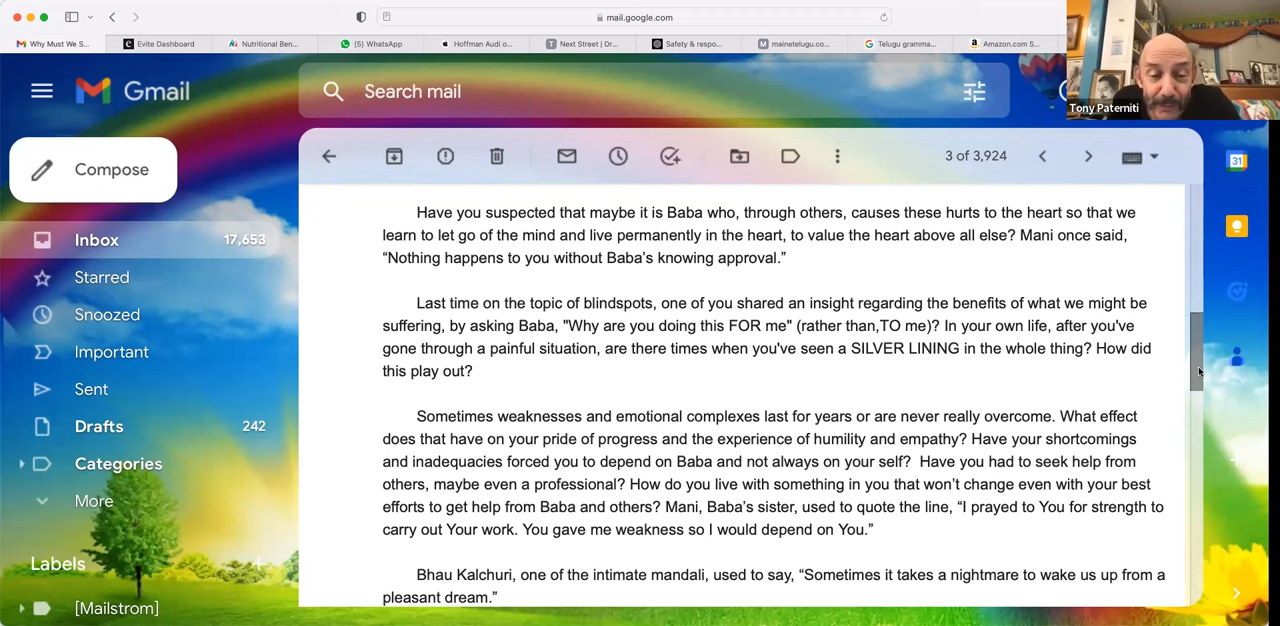 mail.google.com
Why Must We S...
Evite Dashboard
Nutritional Ben...
(5) WhatsApp
Hoffman Audi o...
Next Street | Dr...
Safety & respo...
mainetelugu.co...
Telugu gramma...
Amazon.com S...
Tony Paterniti
Gmail
Search mail
Compose
3 of 3,924
31
Inbox 17,653
Starred
Snoozed
Important
Sent
Drafts 242
Categories
More
Labels
[Mailstrom]
Have you suspected that maybe it is Baba who, through others, causes these hurts to the heart so that we
learn to let go of the mind and live permanently in the heart, to value the heart above all else? Mani once said,
“Nothing happens to you without Baba’s knowing approval.”
Last time on the topic of blindspots, one of you shared an insight regarding the benefits of what we might be
suffering, by asking Baba, "Why are you doing this FOR me" (rather than,TO me)? In your own life, after you've
gone through a painful situation, are there times when you've seen a SILVER LINING in the whole thing? How did
this play out?
Sometimes weaknesses and emotional complexes last for years or are never really overcome. What effect
does that have on your pride of progress and the experience of humility and empathy? Have your shortcomings
and inadequacies forced you to depend on Baba and not always on your self?  Have you had to seek help from
others, maybe even a professional? How do you live with something in you that won’t change even with your best
efforts to get help from Baba and others? Mani, Baba’s sister, used to quote the line, “I prayed to You for strength to
carry out Your work. You gave me weakness so I would depend on You.”
Bhau Kalchuri, one of the intimate mandali, used to say, “Sometimes it takes a nightmare to wake us up from a
pleasant dream.”